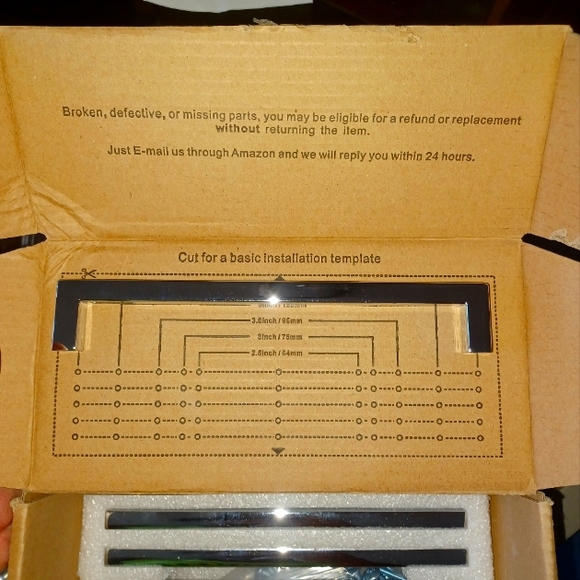 Broken, defective, or missing parts, you may be eligible for a refund or replacement
without returning the item.
Just E-mail us through Amazon and we will reply you within 24 hours.
Cut for a basic installation template
3.8inch / 96mm
3inch / 76mm
2.5inch / 64mm